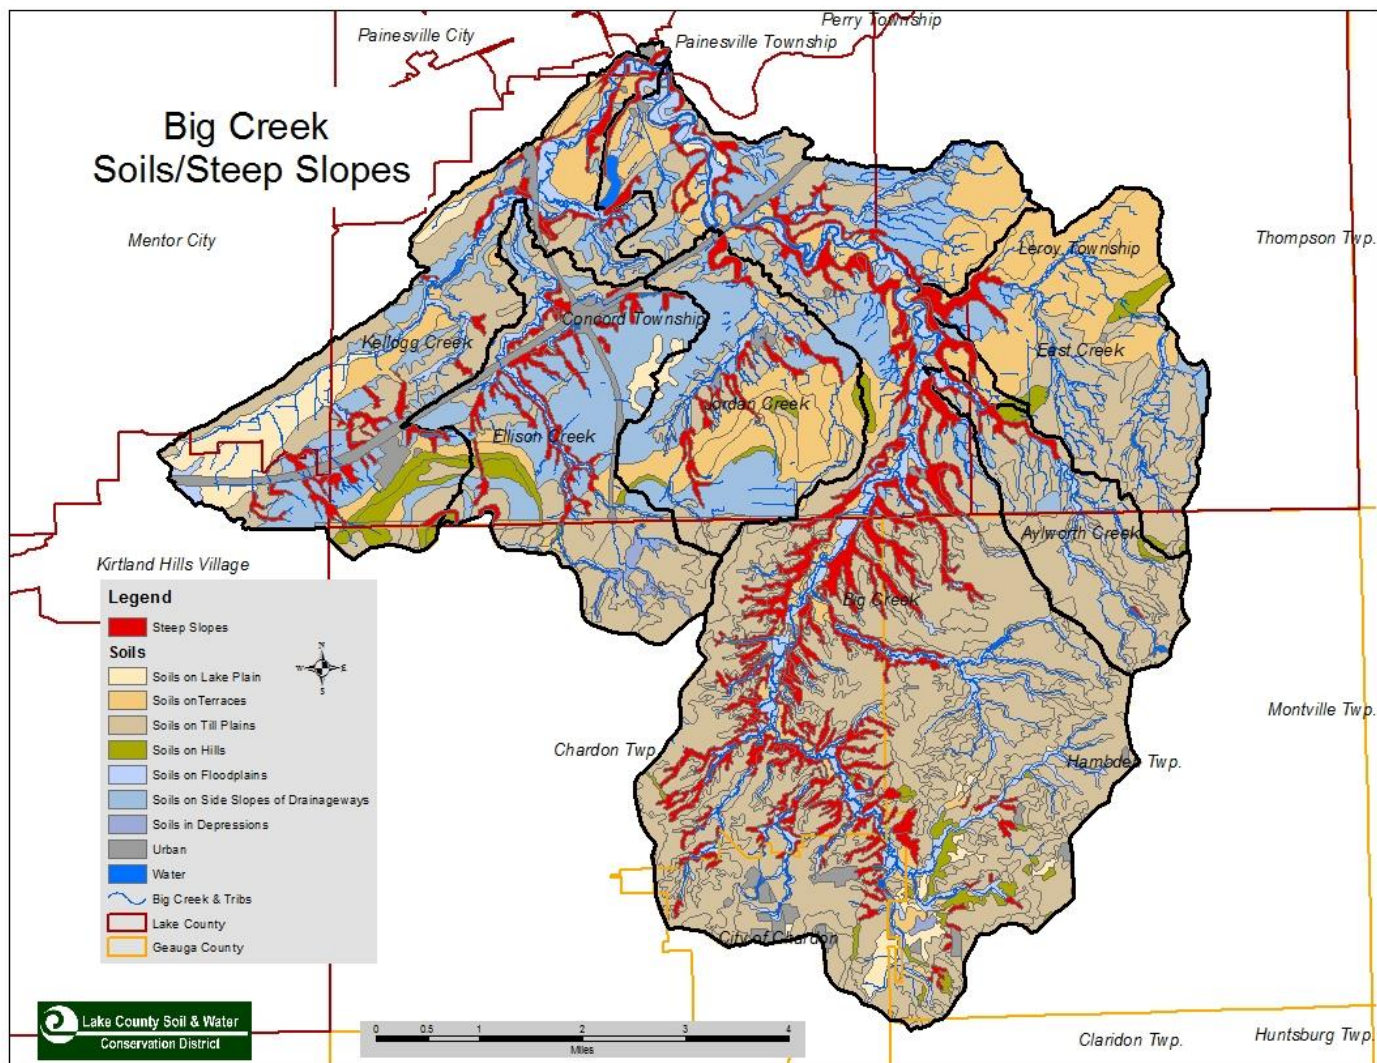 Perry Township
Painesville City
Painesville Township
Big Creek
Soils/Steep Slopes
Mentor City
Thompson Twp.
Leroy Township
Concord Township
Kellogg Creek
East Creek
Jordan Creek
Ellison Creek
Aylworth Creek
Kirtland Hills Village
Big Creek
Legend
Steep Slopes
Soils
Soils on Lake Plain
Soils on Terraces
Soils on Till Plains
Soils on Hills
Soils on Floodplains
Soils on Side Slopes of Drainageways
Soils in Depressions
Urban
Water
Big Creek & Tribs
Lake County
Geauga County
N
W E
S
Montville Twp.
Chardon Twp.
Hambden Twp.
City of Chardon
Lake County Soil & Water
Conservation District
0 0.5 1 2 3 4
Miles
Claridon Twp.
Huntsburg Twp.